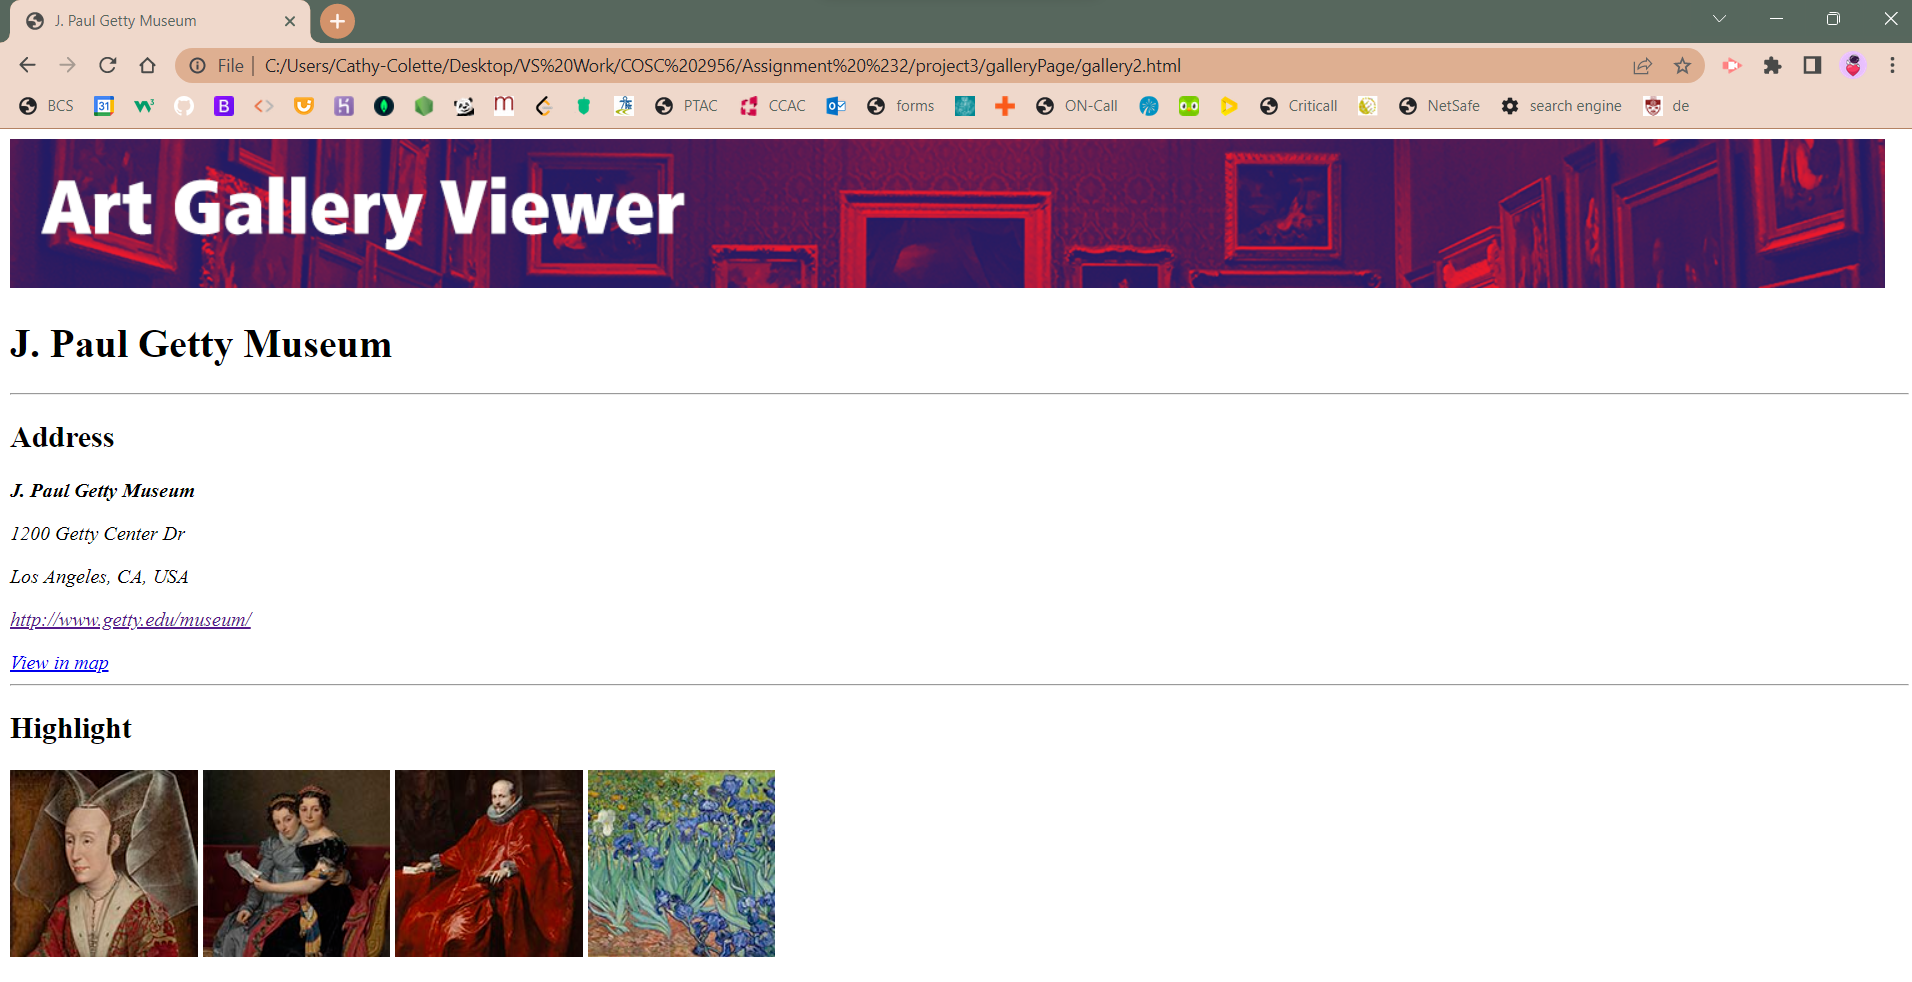 J. Paul Getty Museum
File | C:/Users/Cathy-Colette/Desktop/VS%20Work/COSC%202956/Assignment%20%232/project3/galleryPage/gallery2.html
BCS 31 w3 B m PTAC CCAC forms ON-Call Criticall NetSafe search engine de
Art Gallery Viewer
J. Paul Getty Museum
Address
J. Paul Getty Museum
1200 Getty Center Dr
Los Angeles, CA, USA
http://www.getty.edu/museum/
View in map
Highlight